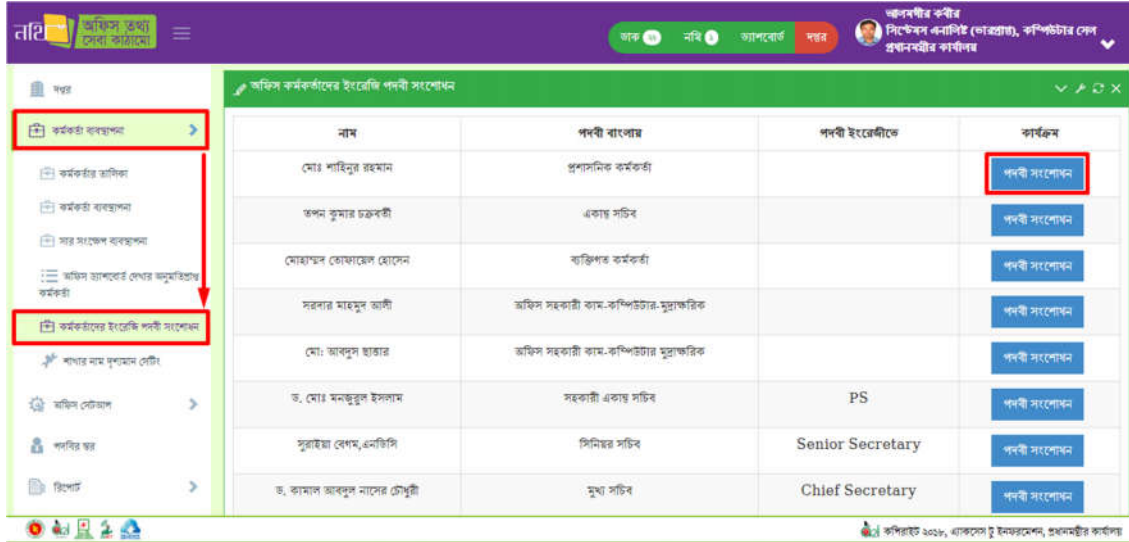 নথি অফিস তথ্য
সেবা কাঠামো
ডাক নথি ড্যাশবোর্ড দপ্তর
আলমগীর কবীর
সিস্টেমস এনালিস্ট (ভারপ্রাপ্ত), কম্পিউটার সেল
প্রধানমন্ত্রীর কার্যালয়
দপ্তর
কর্মকর্তা ব্যবস্থাপনা
কর্মকর্তার তালিকা
কর্মকর্তা ব্যবস্থাপনা
সার সংক্ষেপ ব্যবস্থাপনা
অফিস ড্যাশবোর্ড দেখার অনুমতিপ্রাপ্ত
কর্মকর্তা
কর্মকর্তাদের ইংরেজি পদবী সংশোধন
শাখার নাম দৃশ্যমান সেটিং
অফিস সেটআপ
পদবির স্তর
রিপোর্ট
অফিস কর্মকর্তাদের ইংরেজি পদবী সংশোধন
নাম পদবী বাংলায় পদবী ইংরেজীতে কার্যক্রম
মোঃ শাহিনুর রহমান প্রশাসনিক কর্মকর্তা পদবী সংশোধন
তপন কুমার চক্রবর্তী একান্ত সচিব পদবী সংশোধন
মোহাম্মদ তোফায়েল হোসেন ব্যক্তিগত কর্মকর্তা পদবী সংশোধন
সরদার মাহমুদ আলী অফিস সহকারী কাম-কম্পিউটার-মুদ্রাক্ষরিক পদবী সংশোধন
মো: আবদুস ছাত্তার অফিস সহকারী কাম-কম্পিউটার মুদ্রাক্ষরিক পদবী সংশোধন
ড. মোঃ মনজুরুল ইসলাম সহকারী একান্ত সচিব PS পদবী সংশোধন
সুরাইয়া বেগম,এনডিসি সিনিয়র সচিব Senior Secretary পদবী সংশোধন
ড. কামাল আবদুল নাসের চৌধুরী মুখ্য সচিব Chief Secretary পদবী সংশোধন
কপিরাইট ২০১৮, এ্যাকসেস টু ইনফরমেশন, প্রধানমন্ত্রীর কার্যালয়